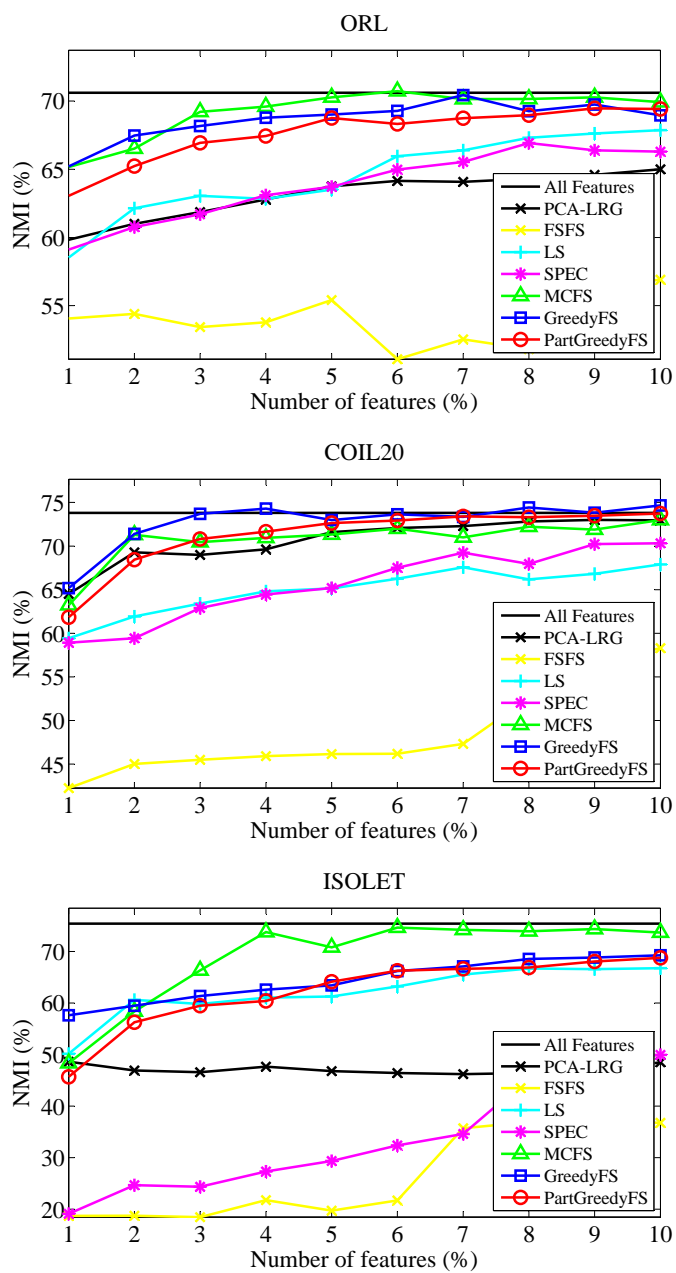 ORL
70
65
60
55
NMI (%)
All Features
PCA-LRG
FSFS
LS
SPEC
MCFS
GreedyFS
PartGreedyFS
1 2 3 4 5 6 7 8 9 10
Number of features (%)
COIL20
75
70
65
60
55
50
45
NMI (%)
All Features
PCA-LRG
FSFS
LS
SPEC
MCFS
GreedyFS
PartGreedyFS
1 2 3 4 5 6 7 8 9 10
Number of features (%)
ISOLET
70
60
50
40
30
20
NMI (%)
All Features
PCA-LRG
FSFS
LS
SPEC
MCFS
GreedyFS
PartGreedyFS
1 2 3 4 5 6 7 8 9 10
Number of features (%)